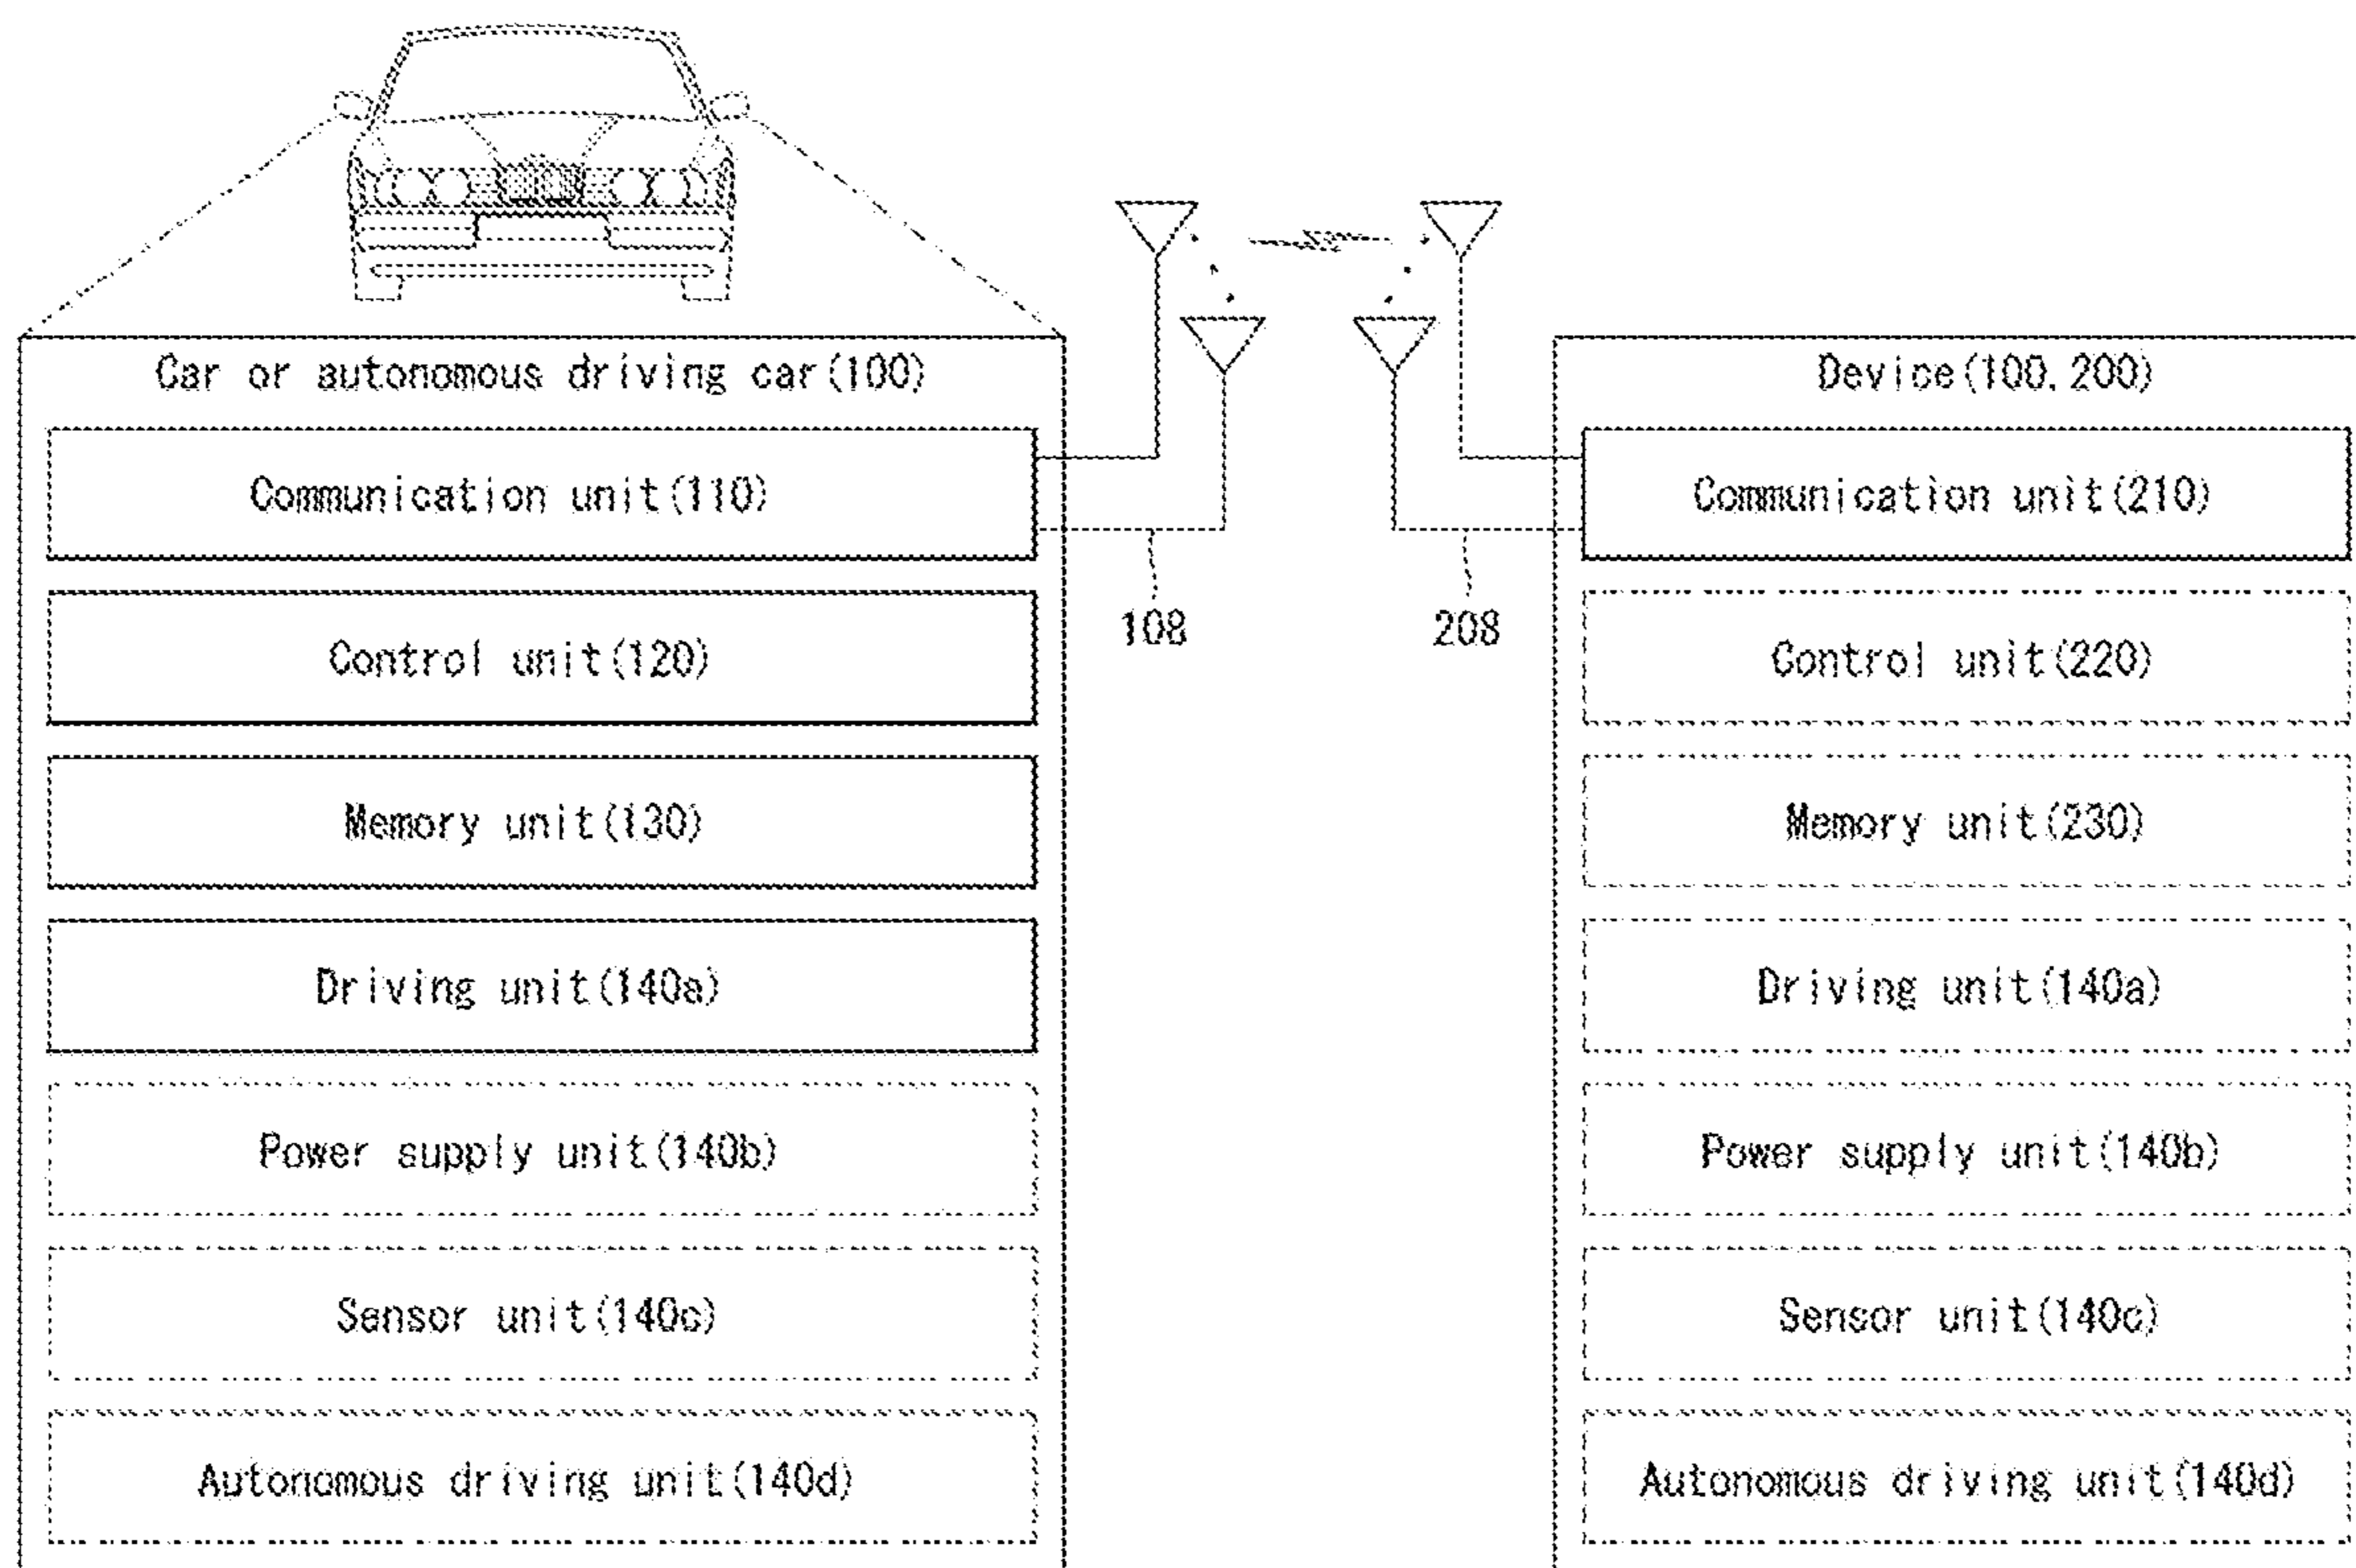 Car or autonomous driving car(100)
Communication unit(110)
Control unit(120)
Memory unit(130)
Driving unit(140a)
Power supply unit(140b)
Sensor unit(140c)
Autonomous driving unit(140d)
108
208
Device(100,200)
Communication unit(210)
Control unit(220)
Memory unit(230)
Driving unit(140a)
Power supply unit(140b)
Sensor unit(140c)
Autonomous driving unit(140d)